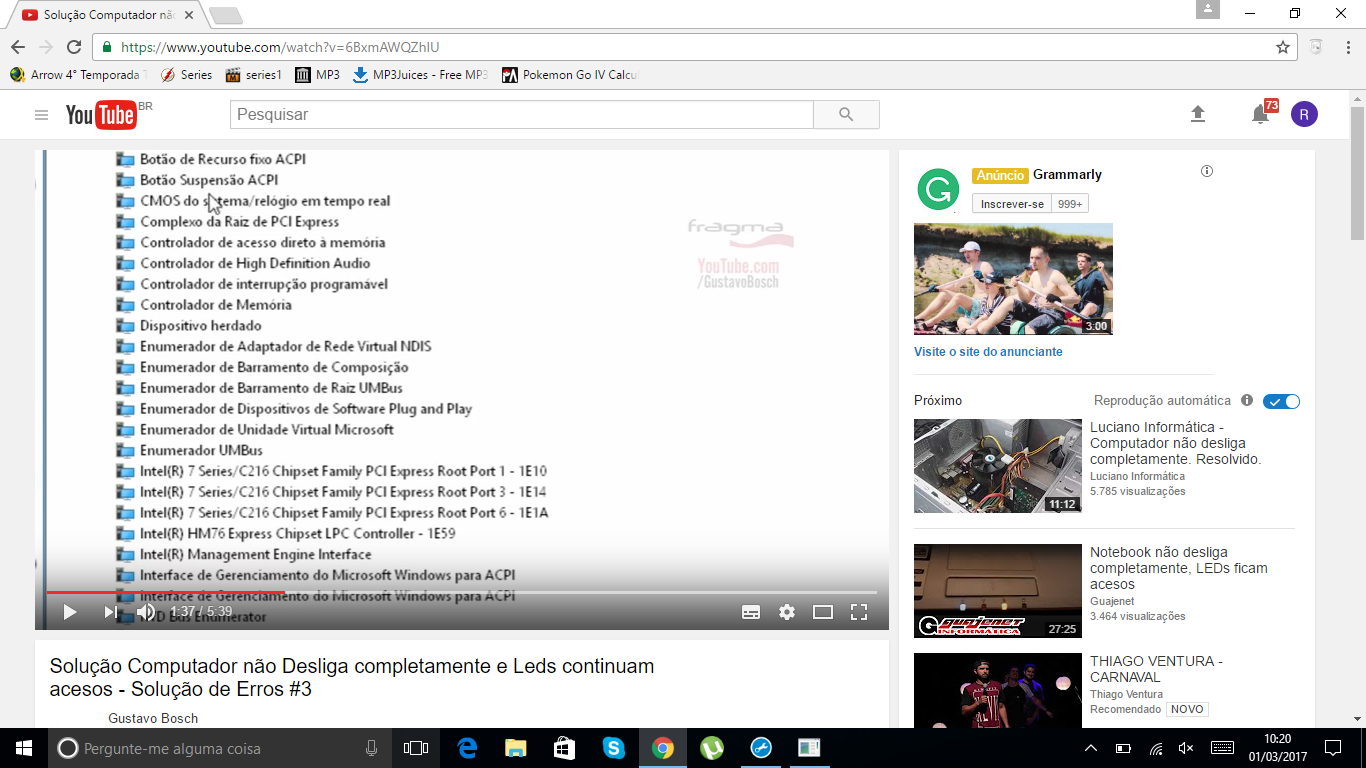 Solução Computador não
https://www.youtube.com/watch?v=6BxmAWQZhlU
Arrow 4° Temporada T
Series
series1
MP3
MP3Juices - Free MP3
Pokemon Go IV Calcu
YouTube BR
Pesquisar
73
R
Botão de Recurso fixo ACPI
Botão Suspensão ACPI
CMOS do sistema/relógio em tempo real
Complexo da Raiz de PCI Express
Controlador de acesso direto à memória
Controlador de High Definition Audio
Controlador de interrupção programável
Controlador de Memória
Dispositivo herdado
Enumerador de Adaptador de Rede Virtual NDIS
Enumerador de Barramento de Composição
Enumerador de Barramento de Raiz UMBus
Enumerador de Dispositivos de Software Plug and Play
Enumerador de Unidade Virtual Microsoft
Enumerador UMBus
Intel(R) 7 Series/C216 Chipset Family PCI Express Root Port 1 - 1E10
Intel(R) 7 Series/C216 Chipset Family PCI Express Root Port 3 - 1E14
Intel(R) 7 Series/C216 Chipset Family PCI Express Root Port 6 - 1E1A
Intel(R) HM76 Express Chipset LPC Controller - 1E59
Intel(R) Management Engine Interface
Interface de Gerenciamento do Microsoft Windows para ACPI
Interface de Gerenciamento do Microsoft Windows para ACPI
Bus Enumerator
fragma
YouTube.com
/GustavoBosch
1:37 / 5:39
Solução Computador não Desliga completamente e Leds continuam
acesos - Solução de Erros #3
Gustavo Bosch
Anúncio Grammarly
Inscrever-se 999+
3:00
Visite o site do anunciante
Próximo
Reprodução automática
Luciano Informática -
Computador não desliga
completamente. Resolvido.
Luciano Informática
5.785 visualizações
11:12
Notebook não desliga
completamente, LEDs ficam
acesos
Guajenet
3.464 visualizações
guajenet
INFORMÁTICA
27:25
THIAGO VENTURA -
CARNAVAL
Thiago Ventura
Recomendado NOVO
Pergunte-me alguma coisa
10:20
01/03/2017